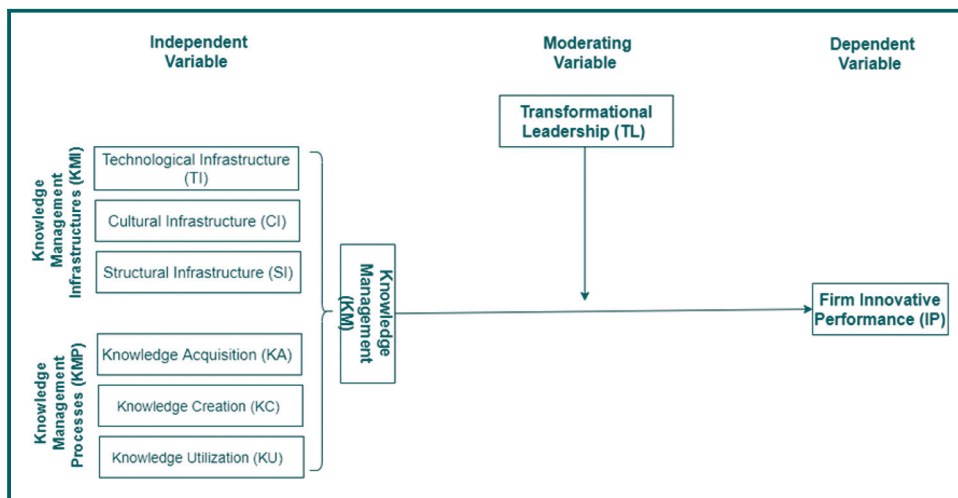 Independent
Variable
Moderating
Variable
Dependent
Variable
Transformational
Leadership (TL)
Knowledge
Management
Infrastructures (KMI)
Technological Infrastructure
(TI)
Cultural Infrastructure (CI)
Structural Infrastructure (SI)
Knowledge
Management
(KM)
Firm Innovative
Performance (IP)
Knowledge
Management
Processes (KMP)
Knowledge Acquisition (KA)
Knowledge Creation (KC)
Knowledge Utilization (KU)